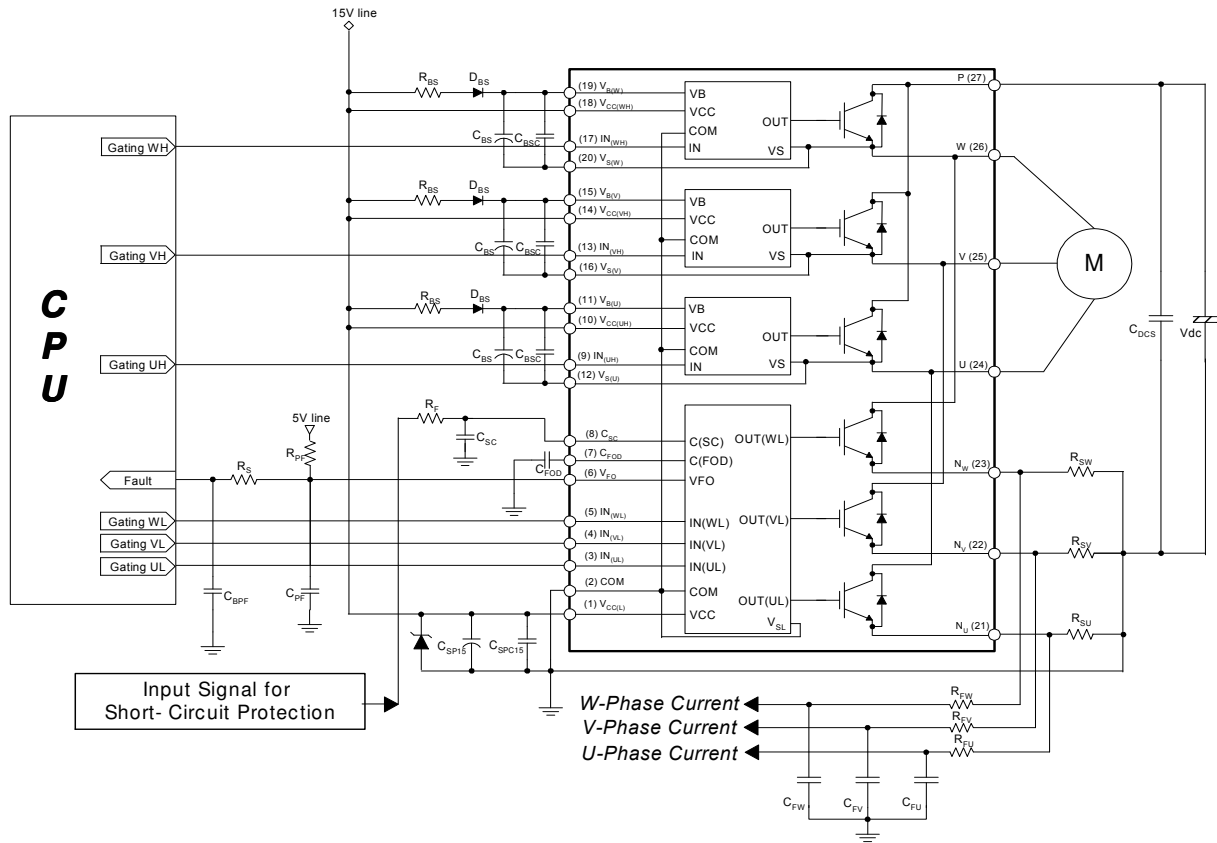 15V line
R_BS D_BS
(19) V_B(W)
VB
P (27)
(18) V_CC(WH)
VCC
OUT
COM
C_BS C_BSC
Gating WH
(17) IN_(WH)
IN
VS
W (26)
(20) V_S(W)
R_BS D_BS
(15) V_B(V)
VB
(14) V_CC(VH)
VCC
OUT
COM
C_BS C_BSC
Gating VH
(13) IN_(VH)
IN
VS
V (25)
M
(16) V_S(V)
CPU
R_BS D_BS
(11) V_B(U)
VB
(10) V_CC(UH)
VCC
OUT
C_DCS
Vdc
COM
C_BS C_BSC
Gating UH
(9) IN_(UH)
IN
VS
U (24)
(12) V_S(U)
R_F
5V line
C_SC
(8) C_SC
C(SC)
OUT(WL)
R_PF
(7) C_FOD
C(FOD)
C_FOD
R_S
Fault
(6) V_FO
VFO
N_W (23)
R_SW
Gating WL
(5) IN_(WL)
IN(WL)
OUT(VL)
Gating VL
(4) IN_(VL)
IN(VL)
N_V (22)
R_SV
Gating UL
(3) IN_(UL)
IN(UL)
(2) COM
COM
OUT(UL)
C_BPF
C_PF
(1) V_CC(L)
VCC
V_SL
N_U (21)
R_SU
C_SP15
C_SPC15
Input Signal for
Short- Circuit Protection
W-Phase Current
R_FW
V-Phase Current
R_FV
U-Phase Current
R_FU
C_FW
C_FV
C_FU